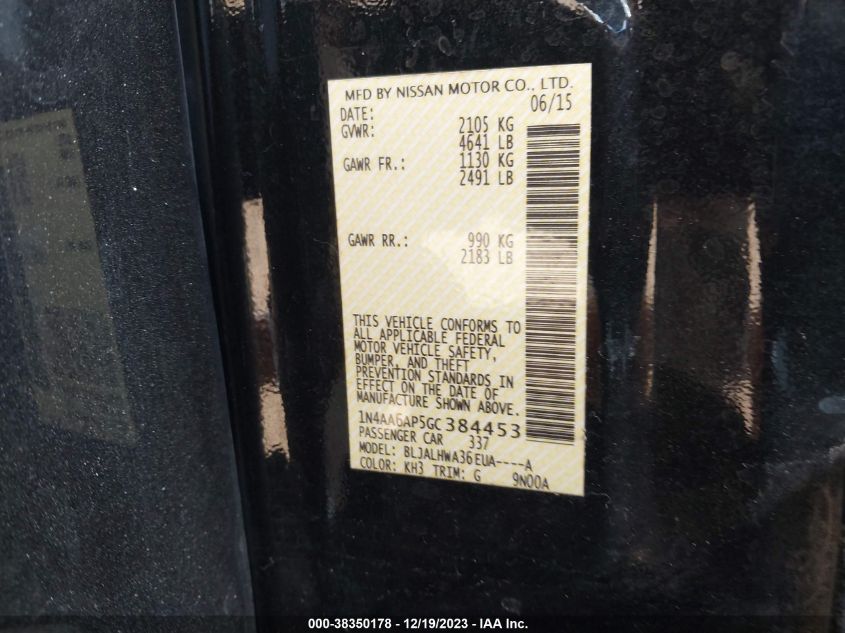 MFD BY NISSAN MOTOR CO., LTD.
DATE: 06/15
GVWR: 2105 KG
4641 LB
GAWR FR.: 1130 KG
2491 LB
GAWR RR.: 990 KG
2183 LB
THIS VEHICLE CONFORMS TO
ALL APPLICABLE FEDERAL
MOTOR VEHICLE SAFETY,
BUMPER, AND THEFT
PREVENTION STANDARDS IN
EFFECT ON THE DATE OF
MANUFACTURE SHOWN ABOVE.
1N4AA6AP5GC384453
PASSENGER CAR 337
MODEL: BLJALHWA36EUA----A
COLOR: KH3 TRIM: G 9N00A
000-38350178 - 12/19/2023 - IAA Inc.